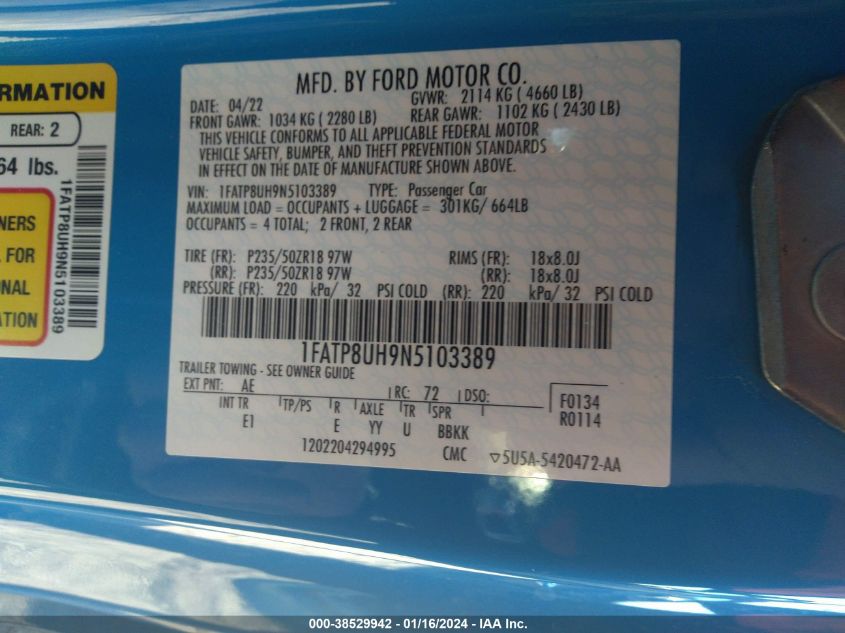 RMATION
REAR: 2
64 lbs.
NERS
FOR
NAL
ATION
1FATP8UH9N5103389
MFD. BY FORD MOTOR CO.
DATE: 04/22 GVWR: 2114 KG ( 4660 LB)
FRONT GAWR: 1034 KG ( 2280 LB) REAR GAWR: 1102 KG ( 2430 LB)
THIS VEHICLE CONFORMS TO ALL APPLICABLE FEDERAL MOTOR
VEHICLE SAFETY, BUMPER, AND THEFT PREVENTION STANDARDS
IN EFFECT ON THE DATE OF MANUFACTURE SHOWN ABOVE.
VIN: 1FATP8UH9N5103389 TYPE: Passenger Car
MAXIMUM LOAD = OCCUPANTS + LUGGAGE = 301KG/ 664LB
OCCUPANTS = 4 TOTAL; 2 FRONT, 2 REAR
TIRE (FR): P235/50ZR18 97W RIMS (FR): 18x8.0J
(RR): P235/50ZR18 97W (RR): 18x8.0J
PRESSURE (FR): 220 kPa/ 32 PSI COLD (RR): 220 kPa/ 32 PSI COLD
1FATP8UH9N5103389
TRAILER TOWING - SEE OWNER GUIDE
EXT PNT: AE RC: 72 DSO: F0134
INT TR TP/PS R AXLE TR SPR R0114
E1 E YY U BBKK
1202204294995 CMC ▽5U5A-5420472-AA
000-38529942 - 01/16/2024 - IAA Inc.